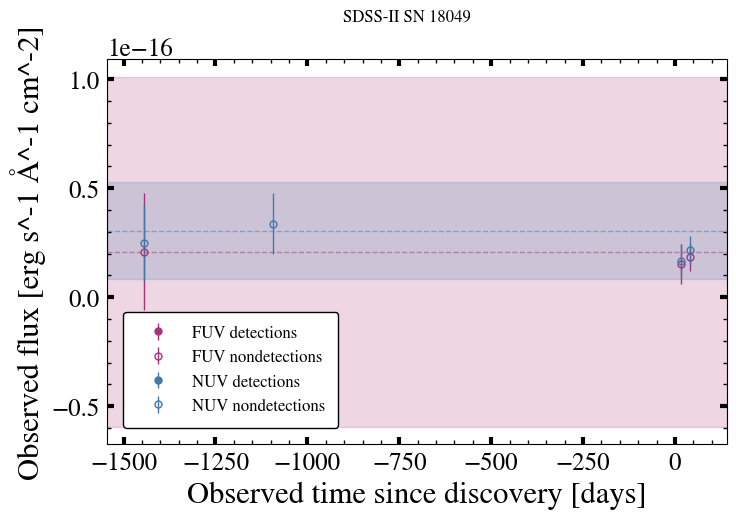 SDSS-II SN 18049
1e−16
Observed flux [erg s^-1 Å^-1 cm^-2]
1.0
0.5
0.0
−0.5
FUV detections
FUV nondetections
NUV detections
NUV nondetections
−1500 −1250 −1000 −750 −500 −250 0
Observed time since discovery [days]